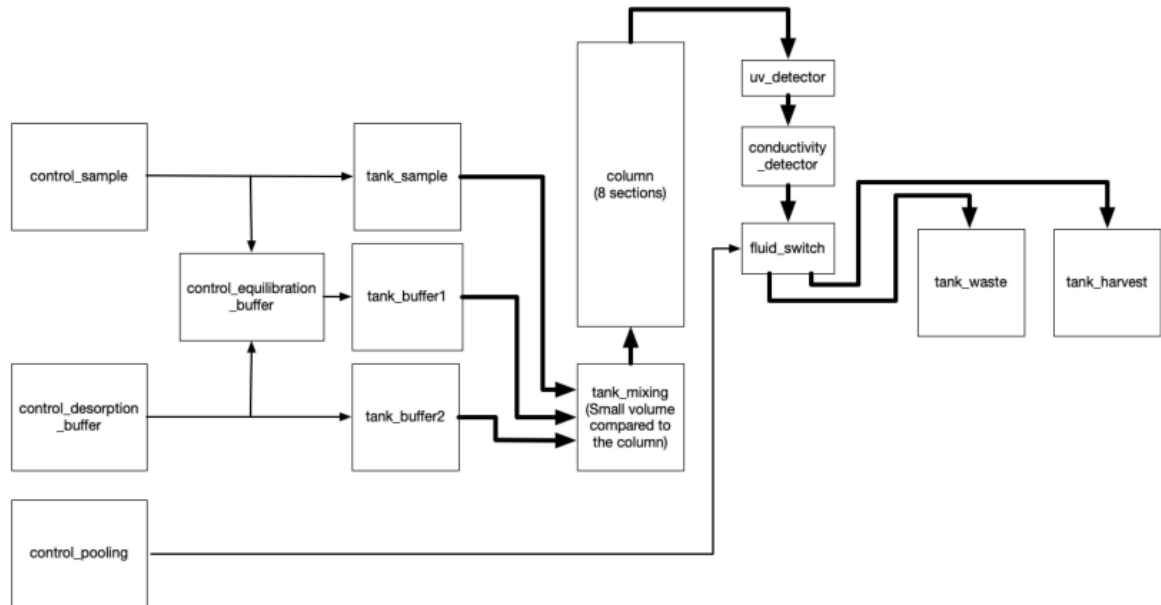 control_sample
tank_sample
control_equilibration
_buffer
tank_buffer1
control_desorption
_buffer
tank_buffer2
control_pooling
column
(8 sections)
tank_mixing
(Small volume
compared to
the column)
uv_detector
conductivity
_detector
fluid_switch
tank_waste
tank_harvest